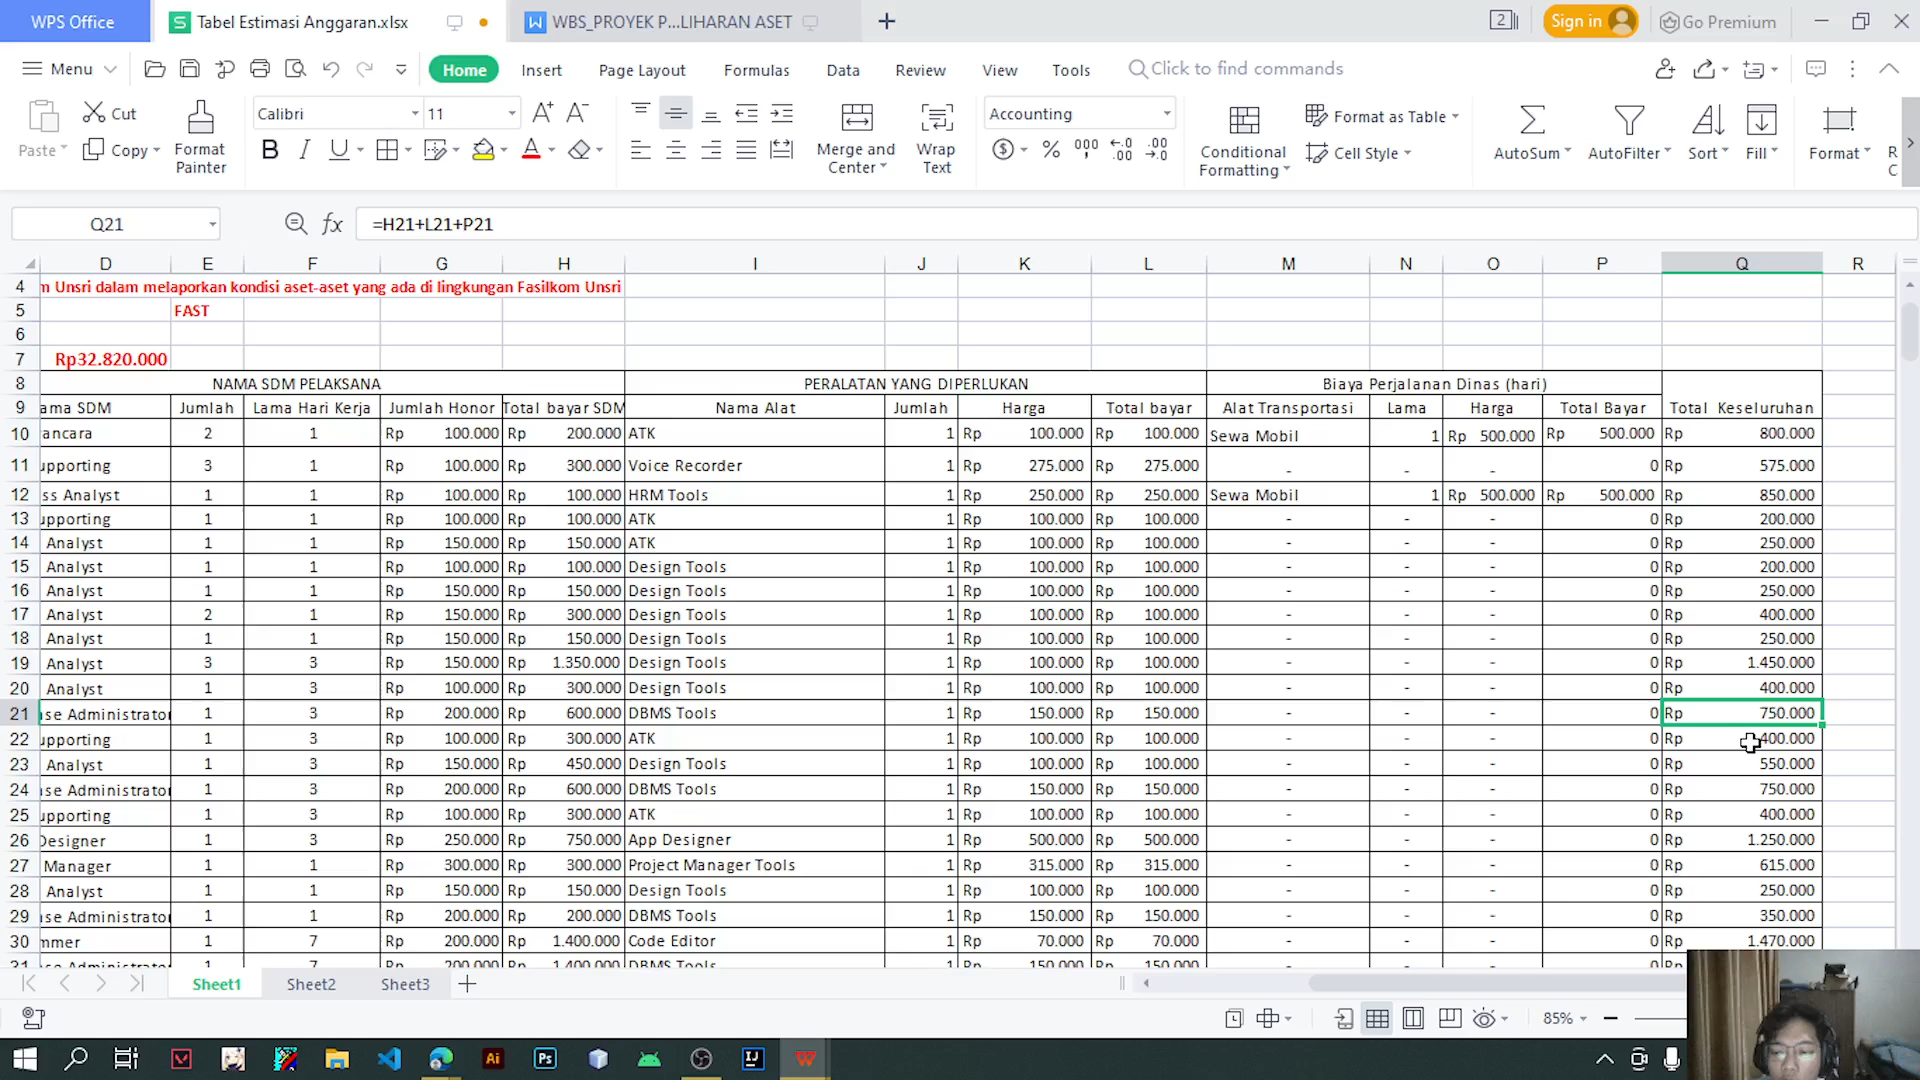 WPS Office Tabel Estimasi Anggaran.xlsx WBS_PROYEK P...LIHARAN ASET 2 Sign in Go Premium
Menu Home Insert Page Layout Formulas Data Review View Tools Click to find commands
Paste Cut Copy Format Painter Calibri 11 Merge and Center Wrap Text Accounting Conditional Formatting Format as Table Cell Style AutoSum AutoFilter Sort Fill Format R C
Q21 fx =H21+L21+P21
D E F G H I J K L M N O P Q R
4 m Unsri dalam melaporkan kondisi aset-aset yang ada di lingkungan Fasilkom Unsri
5 FAST
6
7 Rp32.820.000
8 NAMA SDM PELAKSANA PERALATAN YANG DIPERLUKAN Biaya Perjalanan Dinas (hari)
9 ama SDM Jumlah Lama Hari Kerja Jumlah Honor Total bayar SDM Nama Alat Jumlah Harga Total bayar Alat Transportasi Lama Harga Total Bayar Total Keseluruhan
10 ancara 2 1 Rp 100.000 Rp 200.000 ATK 1 Rp 100.000 Rp 100.000 Sewa Mobil 1 Rp 500.000 Rp 500.000 Rp 800.000
11 upporting 3 1 Rp 100.000 Rp 300.000 Voice Recorder 1 Rp 275.000 Rp 275.000 - - - 0 Rp 575.000
12 ss Analyst 1 1 Rp 100.000 Rp 100.000 HRM Tools 1 Rp 250.000 Rp 250.000 Sewa Mobil 1 Rp 500.000 Rp 500.000 Rp 850.000
13 upporting 1 1 Rp 100.000 Rp 100.000 ATK 1 Rp 100.000 Rp 100.000 - - - 0 Rp 200.000
14 Analyst 1 1 Rp 150.000 Rp 150.000 ATK 1 Rp 100.000 Rp 100.000 - - - 0 Rp 250.000
15 Analyst 1 1 Rp 100.000 Rp 100.000 Design Tools 1 Rp 100.000 Rp 100.000 - - - 0 Rp 200.000
16 Analyst 1 1 Rp 150.000 Rp 150.000 Design Tools 1 Rp 100.000 Rp 100.000 - - - 0 Rp 250.000
17 Analyst 2 1 Rp 150.000 Rp 300.000 Design Tools 1 Rp 100.000 Rp 100.000 - - - 0 Rp 400.000
18 Analyst 1 1 Rp 150.000 Rp 150.000 Design Tools 1 Rp 100.000 Rp 100.000 - - - 0 Rp 250.000
19 Analyst 3 3 Rp 150.000 Rp 1.350.000 Design Tools 1 Rp 100.000 Rp 100.000 - - - 0 Rp 1.450.000
20 Analyst 1 3 Rp 100.000 Rp 300.000 Design Tools 1 Rp 100.000 Rp 100.000 - - - 0 Rp 400.000
21 se Administrator 1 3 Rp 200.000 Rp 600.000 DBMS Tools 1 Rp 150.000 Rp 150.000 - - - 0 Rp 750.000
22 upporting 1 3 Rp 100.000 Rp 300.000 ATK 1 Rp 100.000 Rp 100.000 - - - 0 Rp 400.000
23 Analyst 1 3 Rp 150.000 Rp 450.000 Design Tools 1 Rp 100.000 Rp 100.000 - - - 0 Rp 550.000
24 se Administrator 1 3 Rp 200.000 Rp 600.000 DBMS Tools 1 Rp 150.000 Rp 150.000 - - - 0 Rp 750.000
25 upporting 1 3 Rp 100.000 Rp 300.000 ATK 1 Rp 100.000 Rp 100.000 - - - 0 Rp 400.000
26 Designer 1 3 Rp 250.000 Rp 750.000 App Designer 1 Rp 500.000 Rp 500.000 - - - 0 Rp 1.250.000
27 Manager 1 1 Rp 300.000 Rp 300.000 Project Manager Tools 1 Rp 315.000 Rp 315.000 - - - 0 Rp 615.000
28 Analyst 1 1 Rp 150.000 Rp 150.000 Design Tools 1 Rp 100.000 Rp 100.000 - - - 0 Rp 250.000
29 se Administrator 1 1 Rp 200.000 Rp 200.000 DBMS Tools 1 Rp 150.000 Rp 150.000 - - - 0 Rp 350.000
30 mmer 1 7 Rp 200.000 Rp 1.400.000 Code Editor 1 Rp 70.000 Rp 70.000 - - - 0 Rp 1.470.000
31 se Administrator 1 7 Rp 200.000 Rp 1.400.000 DBMS Tools 1 Rp 150.000 Rp 150.000 - - - 0 Rp
Sheet1 Sheet2 Sheet3
85%
Ai Ps IJ